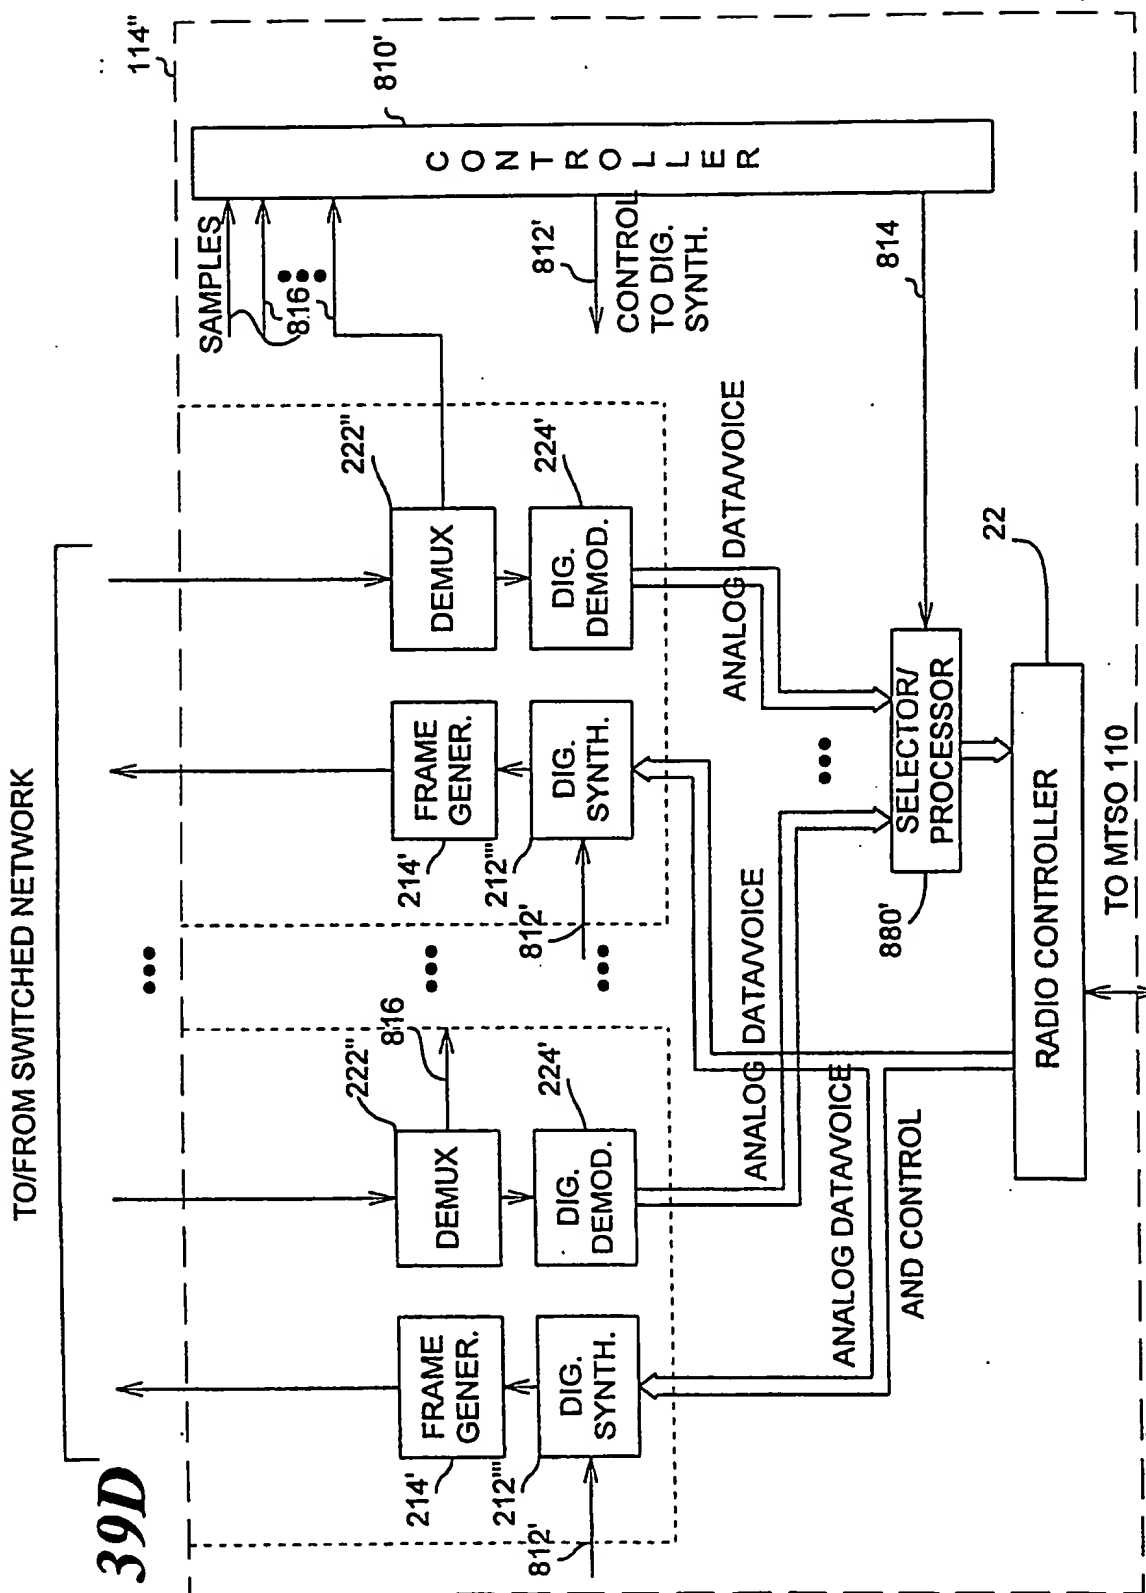 39D
TO/FROM SWITCHED NETWORK
•••
114"
810'
SAMPLES
816
•••
CONTROLLER
812'
CONTROL
TO DIG.
SYNTH.
814
FRAME
GENER.
214'
DIG.
SYNTH.
212'''
812'
DEMUX
222"
816
DIG.
DEMOD.
224'
•••
•••
FRAME
GENER.
214'
DIG.
SYNTH.
212'''
812'
DEMUX
222"
DIG.
DEMOD.
224'
ANALOG DATA/VOICE
AND CONTROL
ANALOG DATA/VOICE
ANALOG DATA/VOICE
•••
SELECTOR/
PROCESSOR
880'
RADIO CONTROLLER
22
TO MTSO 110